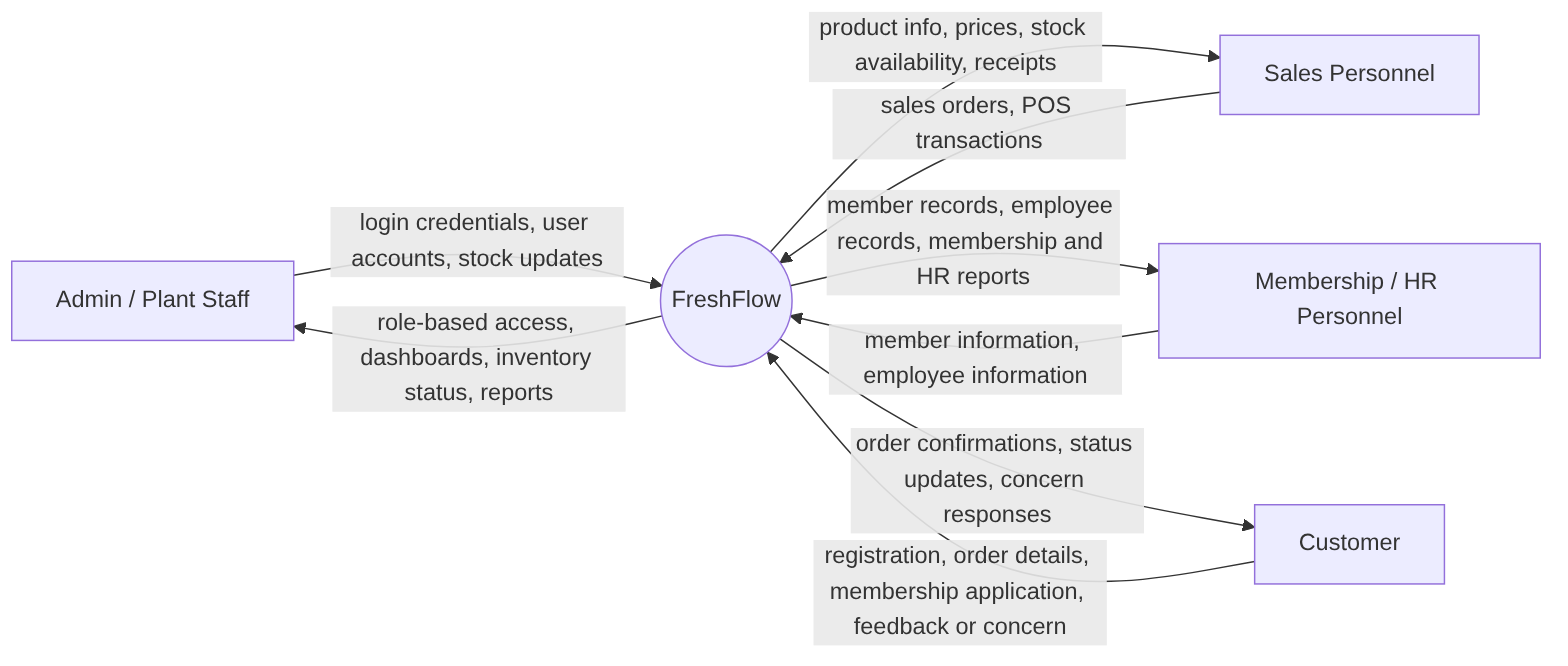 product info, prices, stock
availability, receipts
Sales Personnel
sales orders, POS
transactions
member records, employee
records, membership and
HR reports
login credentials, user
accounts, stock updates
Admin / Plant Staff
FreshFlow
Membership / HR
Personnel
role-based access,
dashboards, inventory
status, reports
member information,
employee information
order confirmations, status
updates, concern
responses
Customer
registration, order details,
membership application,
feedback or concern